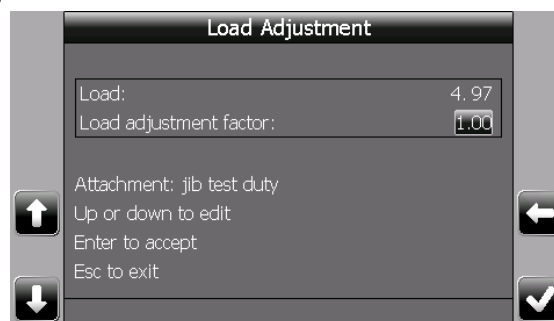 Load Adjustment
Load: 4.97
Load adjustment factor: 1.00
Attachment: jib test duty
Up or down to edit
Enter to accept
Esc to exit